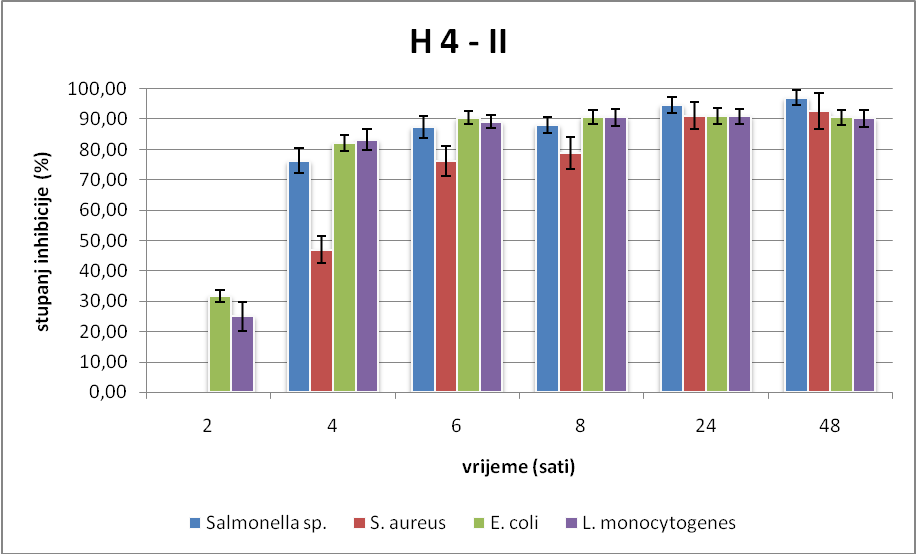 H 4 - II
100,00
90,00
80,00
70,00
60,00
50,00
40,00
30,00
20,00
10,00
0,00
stupanj inhibicije (%)
2 4 6 8 24 48
vrijeme (sati)
Salmonella sp. S. aureus E. coli L. monocytogenes